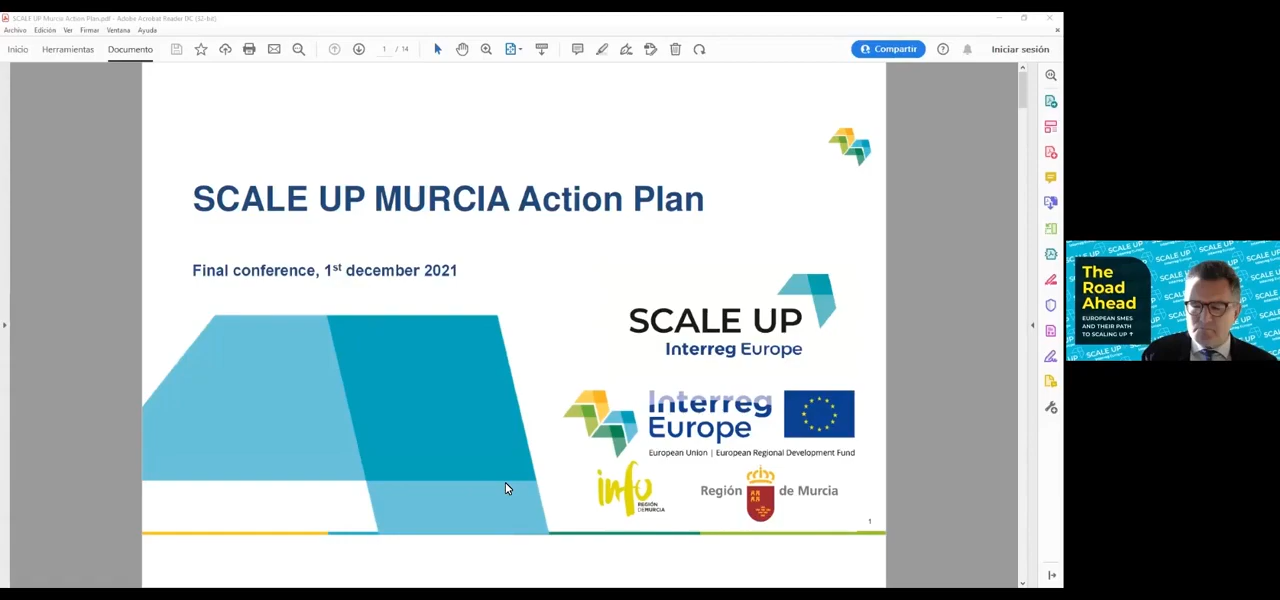 SCALE UP Murcia Action Plan.pdf - Adobe Acrobat Reader DC (32-bit)
Archivo Edición Ver Firmar Ventana Ayuda
Inicio Herramientas Documento 1 / 14 Compartir Iniciar sesión
SCALE UP MURCIA Action Plan
Final conference, 1st december 2021
SCALE UP
Interreg Europe
Interreg
Europe
European Union | European Regional Development Fund
info
REGIÓN
DE MURCIA
Región de Murcia
1
The
Road
Ahead
EUROPEAN SMES
AND THEIR PATH
TO SCALING UP
SCALE UP
Interreg Europe